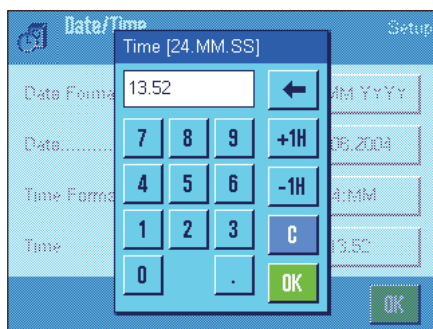 Date/Time
Setup
Time [24.MM.SS]
13.52
Date Forma
MM YYYY
7 8 9 +1H
Date..........
06.2004
4 5 6 -1H
Time Forma
4:MM
1 2 3 C
Time
13.52
0 . OK
OK